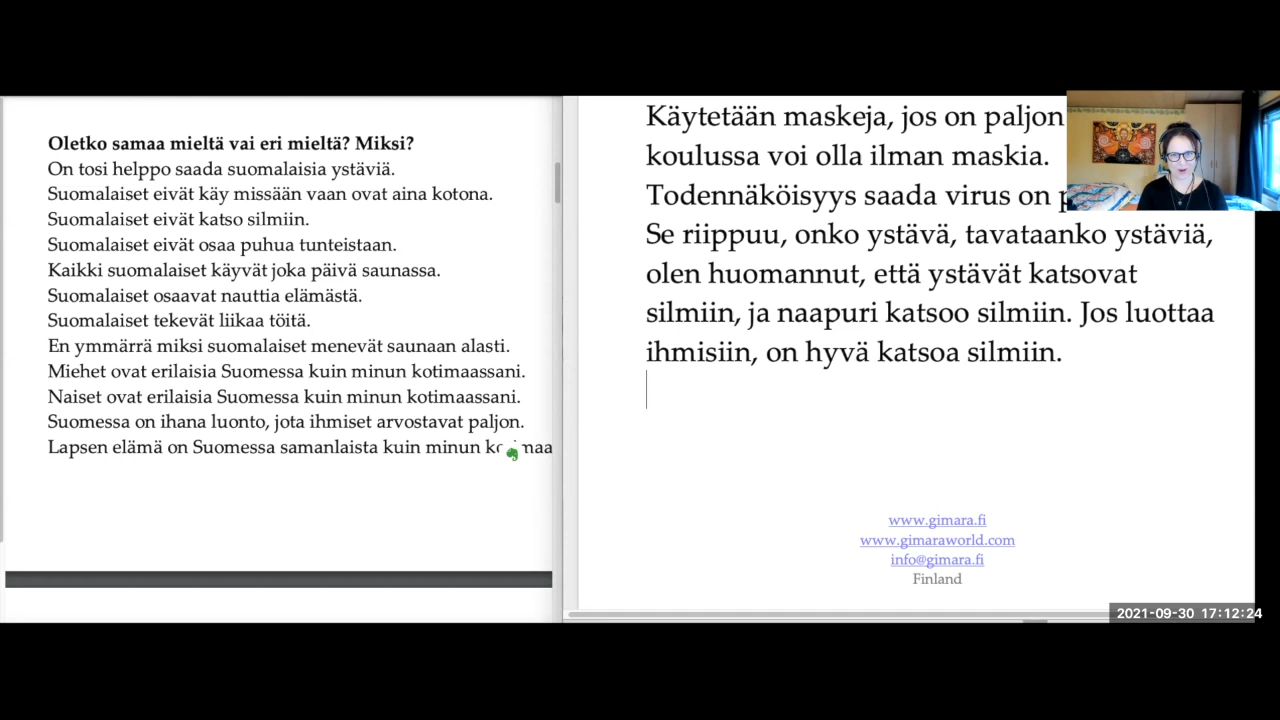 Oletko samaa mieltä vai eri mieltä? Miksi?
On tosi helppo saada suomalaisia ystäviä.
Suomalaiset eivät käy missään vaan ovat aina kotona.
Suomalaiset eivät katso silmiin.
Suomalaiset eivät osaa puhua tunteistaan.
Kaikki suomalaiset käyvät joka päivä saunassa.
Suomalaiset osaavat nauttia elämästä.
Suomalaiset tekevät liikaa töitä.
En ymmärrä miksi suomalaiset menevät saunaan alasti.
Miehet ovat erilaisia Suomessa kuin minun kotimaassani.
Naiset ovat erilaisia Suomessa kuin minun kotimaassani.
Suomessa on ihana luonto, jota ihmiset arvostavat paljon.
Lapsen elämä on Suomessa samanlaista kuin minun
Käytetään maskeja, jos on paljon
koulussa voi olla ilman maskia.
Todennäköisyys saada virus on
Se riippuu, onko ystävä, tavataanko ystäviä,
olen huomannut, että ystävät katsovat
silmiin, ja naapuri katsoo silmiin. Jos luottaa
ihmisiin, on hyvä katsoa silmiin.
www.gimara.fi
www.gimaraworld.com
info@gimara.fi
Finland
2021-09-30 17:12:24